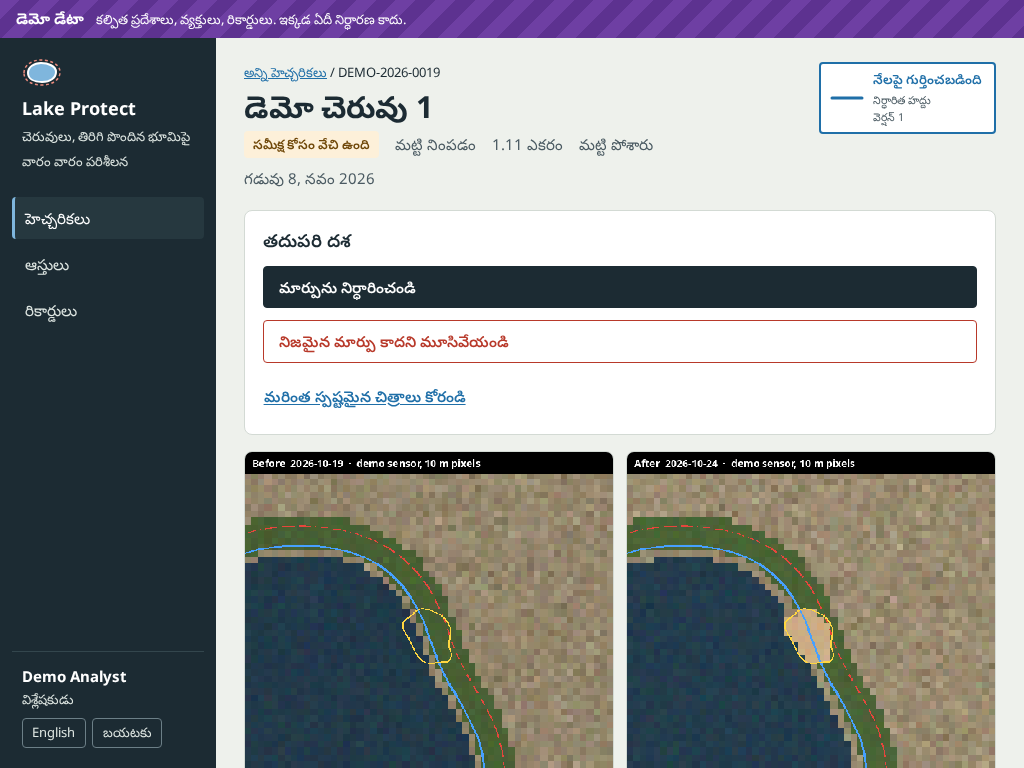 డెమో డేటా కల్పిత ప్రదేశాలు, వ్యక్తులు, రికార్డులు. ఇక్కడ ఏదీ నిర్ధారణ కాదు.
Lake Protect
చెరువులు, తిరిగి పొందిన భూమిపై
వారం వారం పరిశీలన
హెచ్చరికలు
ఆస్తులు
రికార్డులు
Demo Analyst
విశ్లేషకుడు
English బయటకు
అన్ని హెచ్చరికలు / DEMO-2026-0019
డెమో చెరువు 1
సమీక్ష కోసం వేచి ఉంది మట్టి నింపడం 1.11 ఎకరం మట్టి పోశారు
గడువు 8, నవం 2026
నేలపై గుర్తించబడింది
నిర్ధారిత హద్దు
వెర్షన్ 1
తదుపరి దశ
మార్పును నిర్ధారించండి
నిజమైన మార్పు కాదని మూసివేయండి
మరింత స్పష్టమైన చిత్రాలు కోరండి
Before 2026-10-19 · demo sensor, 10 m pixels
After 2026-10-24 · demo sensor, 10 m pixels